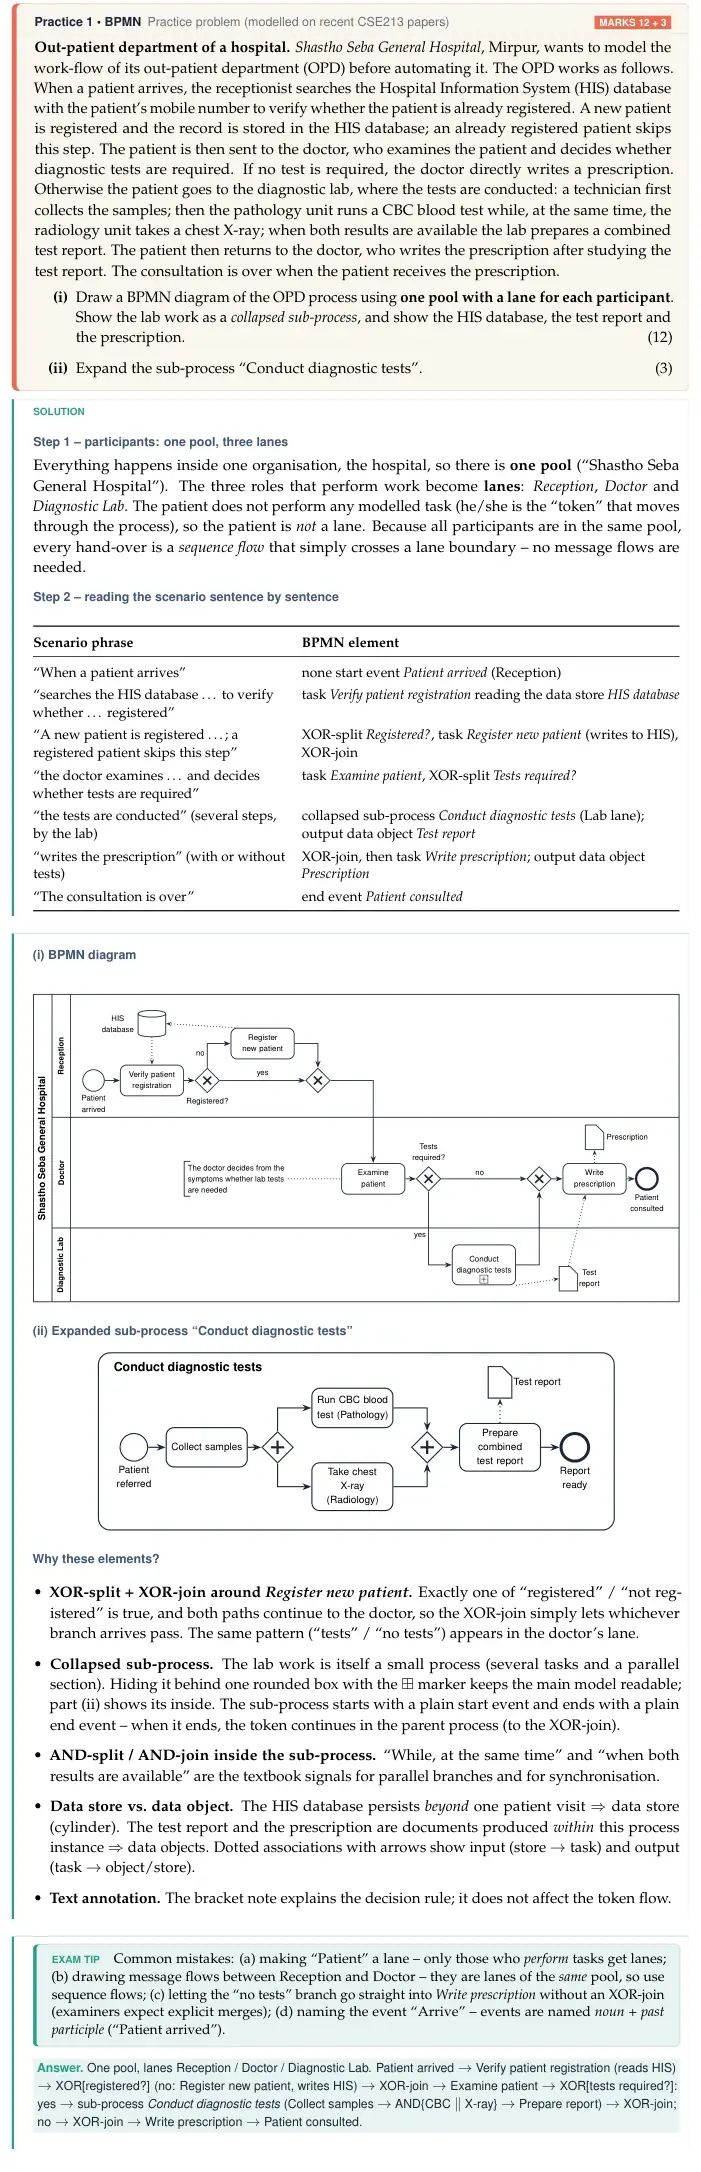 Practice 1 • BPMN Practice problem (modelled on recent CSE213 papers) MARKS 12 + 3
Out-patient department of a hospital. Shastho Seba General Hospital, Mirpur, wants to model the
work-flow of its out-patient department (OPD) before automating it. The OPD works as follows.
When a patient arrives, the receptionist searches the Hospital Information System (HIS) database
with the patient's mobile number to verify whether the patient is already registered. A new patient
is registered and the record is stored in the HIS database; an already registered patient skips
this step. The patient is then sent to the doctor, who examines the patient and decides whether
diagnostic tests are required. If no test is required, the doctor directly writes a prescription.
Otherwise the patient goes to the diagnostic lab, where the tests are conducted: a technician first
collects the samples; then the pathology unit runs a CBC blood test while, at the same time, the
radiology unit takes a chest X-ray; when both results are available the lab prepares a combined
test report. The patient then returns to the doctor, who writes the prescription after studying the
test report. The consultation is over when the patient receives the prescription.
(i) Draw a BPMN diagram of the OPD process using one pool with a lane for each participant.
Show the lab work as a collapsed sub-process, and show the HIS database, the test report and
the prescription. (12)
(ii) Expand the sub-process "Conduct diagnostic tests". (3)
SOLUTION
Step 1 – participants: one pool, three lanes
Everything happens inside one organisation, the hospital, so there is one pool ("Shastho Seba
General Hospital"). The three roles that perform work become lanes: Reception, Doctor and
Diagnostic Lab. The patient does not perform any modelled task (he/she is the "token" that moves
through the process), so the patient is not a lane. Because all participants are in the same pool,
every hand-over is a sequence flow that simply crosses a lane boundary – no message flows are
needed.
Step 2 – reading the scenario sentence by sentence
Scenario phrase BPMN element
"When a patient arrives" none start event Patient arrived (Reception)
"searches the HIS database ... to verify task Verify patient registration reading the data store HIS database
whether ... registered"
"A new patient is registered ...; a XOR-split Registered?, task Register new patient (writes to HIS),
registered patient skips this step" XOR-join
"the doctor examines ... and decides task Examine patient, XOR-split Tests required?
whether tests are required"
"the tests are conducted" (several steps, collapsed sub-process Conduct diagnostic tests (Lab lane);
by the lab) output data object Test report
"writes the prescription" (with or without XOR-join, then task Write prescription; output data object
tests) Prescription
"The consultation is over" end event Patient consulted
(i) BPMN diagram
Shastho Seba General Hospital
Reception
HIS
database
Register
new patient
no
Verify patient
registration
yes
Patient
arrived
Registered?
Doctor
Tests
required?
Prescription
The doctor decides from the
symptoms whether lab tests
are needed
Examine
patient
no
Write
prescription
Patient
consulted
Diagnostic Lab
yes
Conduct
diagnostic tests
Test
report
(ii) Expanded sub-process "Conduct diagnostic tests"
Conduct diagnostic tests
Test report
Run CBC blood
test (Pathology)
Collect samples
Prepare
combined
test report
Patient
referred
Take chest
X-ray
(Radiology)
Report
ready
Why these elements?
• XOR-split + XOR-join around Register new patient. Exactly one of "registered" / "not reg-
istered" is true, and both paths continue to the doctor, so the XOR-join simply lets whichever
branch arrives pass. The same pattern ("tests" / "no tests") appears in the doctor's lane.
• Collapsed sub-process. The lab work is itself a small process (several tasks and a parallel
section). Hiding it behind one rounded box with the ⊞ marker keeps the main model readable;
part (ii) shows its inside. The sub-process starts with a plain start event and ends with a plain
end event – when it ends, the token continues in the parent process (to the XOR-join).
• AND-split / AND-join inside the sub-process. "While, at the same time" and "when both
results are available" are the textbook signals for parallel branches and for synchronisation.
• Data store vs. data object. The HIS database persists beyond one patient visit ⇒ data store
(cylinder). The test report and the prescription are documents produced within this process
instance ⇒ data objects. Dotted associations with arrows show input (store → task) and output
(task → object/store).
• Text annotation. The bracket note explains the decision rule; it does not affect the token flow.
EXAM TIP Common mistakes: (a) making "Patient" a lane – only those who perform tasks get lanes;
(b) drawing message flows between Reception and Doctor – they are lanes of the same pool, so use
sequence flows; (c) letting the "no tests" branch go straight into Write prescription without an XOR-join
(examiners expect explicit merges); (d) naming the event "Arrive" – events are named noun + past
participle ("Patient arrived").
Answer. One pool, lanes Reception / Doctor / Diagnostic Lab. Patient arrived → Verify patient registration (reads HIS)
→ XOR[registered?] (no: Register new patient, writes HIS) → XOR-join → Examine patient → XOR[tests required?]:
yes → sub-process Conduct diagnostic tests (Collect samples → AND{CBC ∥ X-ray} → Prepare report) → XOR-join;
no → XOR-join → Write prescription → Patient consulted.